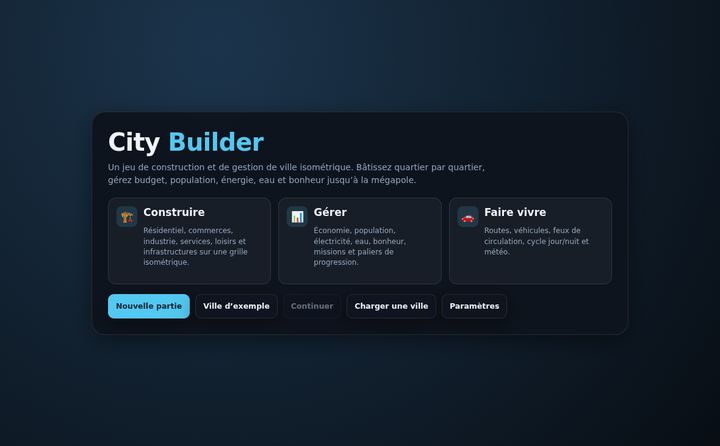 City Builder
Un jeu de construction et de gestion de ville isométrique. Bâtissez quartier par quartier,
gérez budget, population, énergie, eau et bonheur jusqu’à la mégapole.
Construire
Résidentiel, commerces,
industrie, services, loisirs et
infrastructures sur une grille
isométrique.
Gérer
Économie, population,
électricité, eau, bonheur,
missions et paliers de
progression.
Faire vivre
Routes, véhicules, feux de
circulation, cycle jour/nuit et
météo.
Nouvelle partie
Ville d’exemple
Continuer
Charger une ville
Paramètres